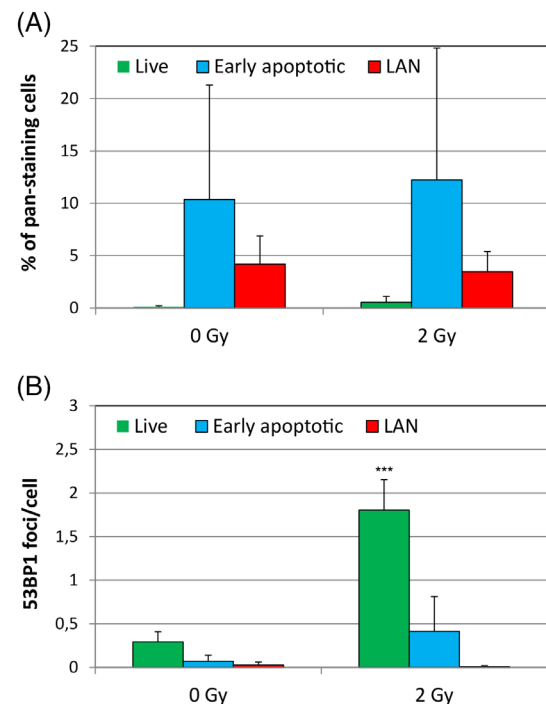 (A)
25
Live Early apoptotic LAN
20
15
10
5
0
% of pan-staining cells
0 Gy 2 Gy
(B)
3
Live Early apoptotic LAN
2,5
***
2
1,5
1
0,5
0
53BP1 foci/cell
0 Gy 2 Gy